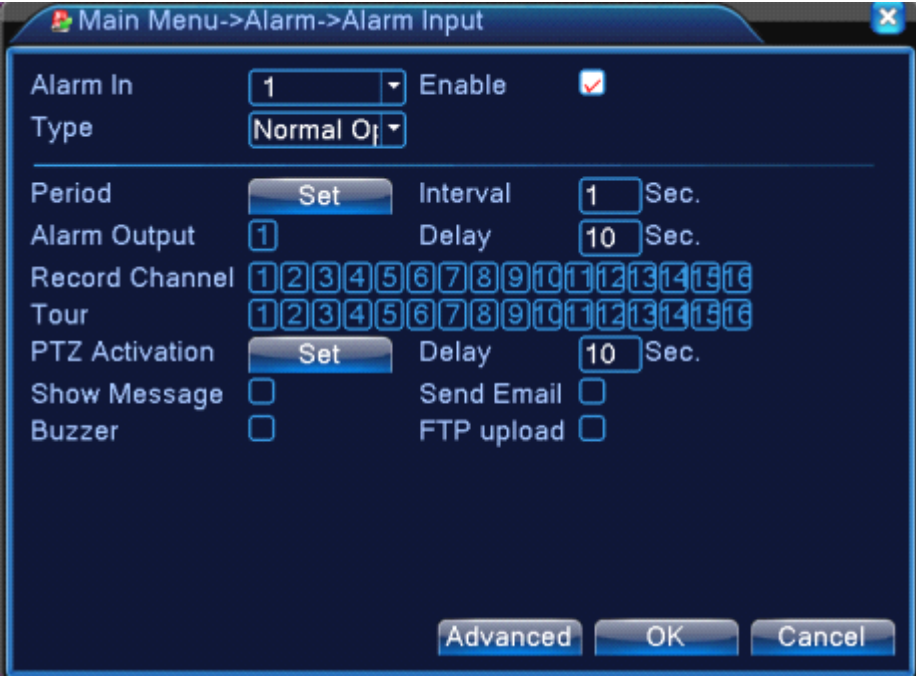 Main Menu->Alarm->Alarm Input
Alarm In 1 Enable
Type Normal Op
Period Set Interval 1 Sec.
Alarm Output 1 Delay 10 Sec.
Record Channel 1 2 3 4 5 6 7 8 9 10 11 12 13 14 15 16
Tour 1 2 3 4 5 6 7 8 9 10 11 12 13 14 15 16
PTZ Activation Set Delay 10 Sec.
Show Message Send Email
Buzzer FTP upload
Advanced OK Cancel